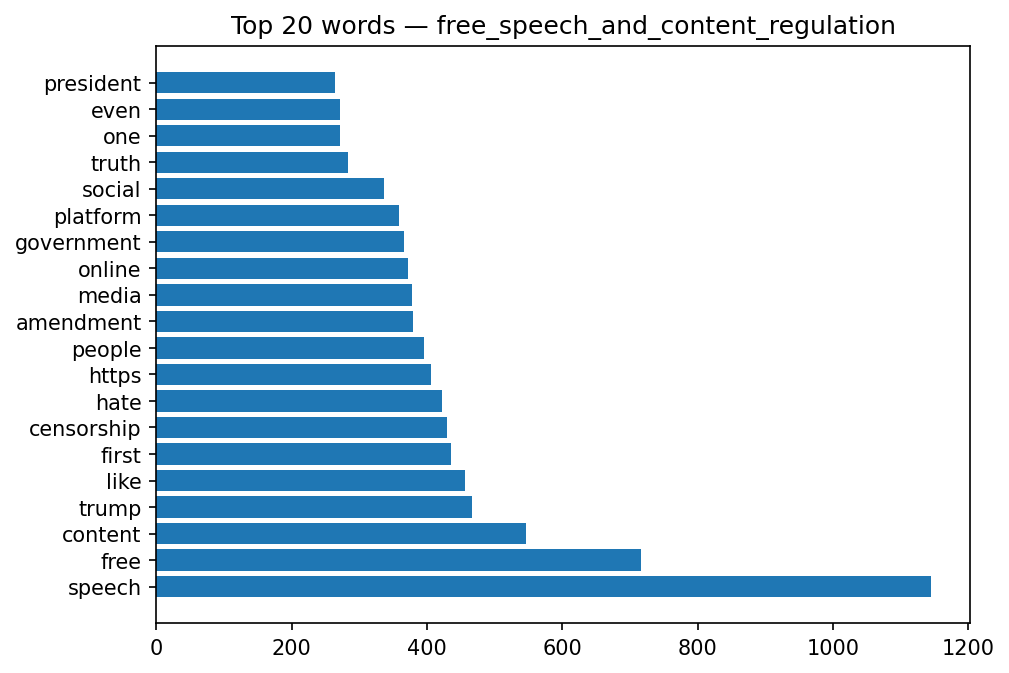 Top 20 words — free_speech_and_content_regulation
president
even
one
truth
social
platform
government
online
media
amendment
people
https
hate
censorship
first
like
trump
content
free
speech
0 200 400 600 800 1000 1200